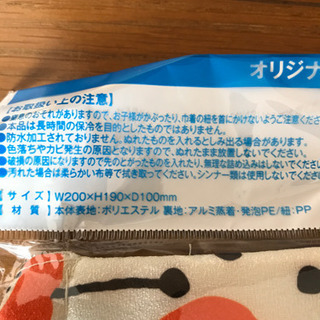 オリジナ
【お取扱い上の注意】
●窒息のおそれがありますので、お子様がかぶったり、巾着の紐を首にかけないようご注意くださ
●本品は長時間の保冷を目的としたものではありません。
●防水加工されておりません。ぬれたものを入れるとしみ出る場合があります。
●色落ちやカビ発生の原因となりますので、ぬれたまま放置しないでください。
●破損の原因になりますので尖ったものを入れたり、無理な詰め込みはしないでください。
●汚れた場合は柔らかい布等で拭き取ってください。シンナー類は使用しないでください。
【サイズ】W200×H190×D100mm
【材 質】本体表地:ポリエステル 裏地:アルミ蒸着・発泡PE/紐:PP